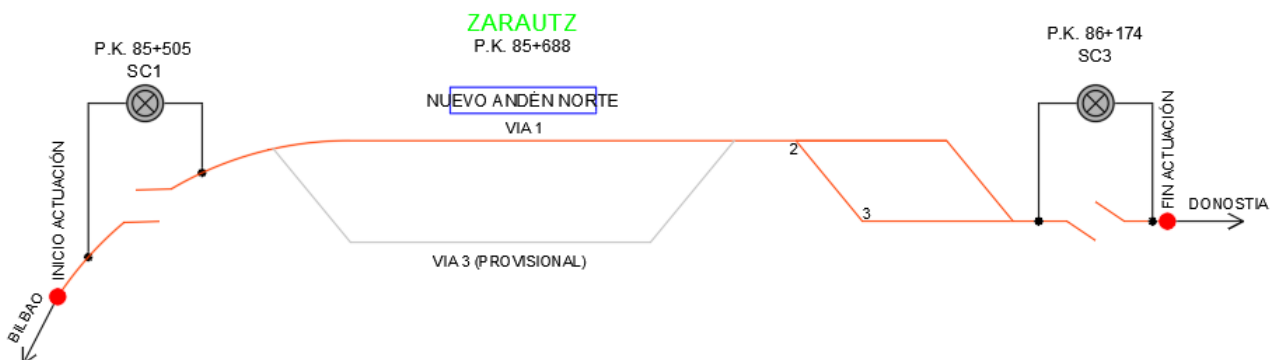 ZARAUTZ
P.K. 85+688
P.K. 85+505
SC1
P.K. 86+174
SC3
NUEVO ANDÉN NORTE
VIA 1
INICIO ACTUACIÓN
BILBAO
2
3
VIA 3 (PROVISIONAL)
FIN ACTUACIÓN
DONOSTIA